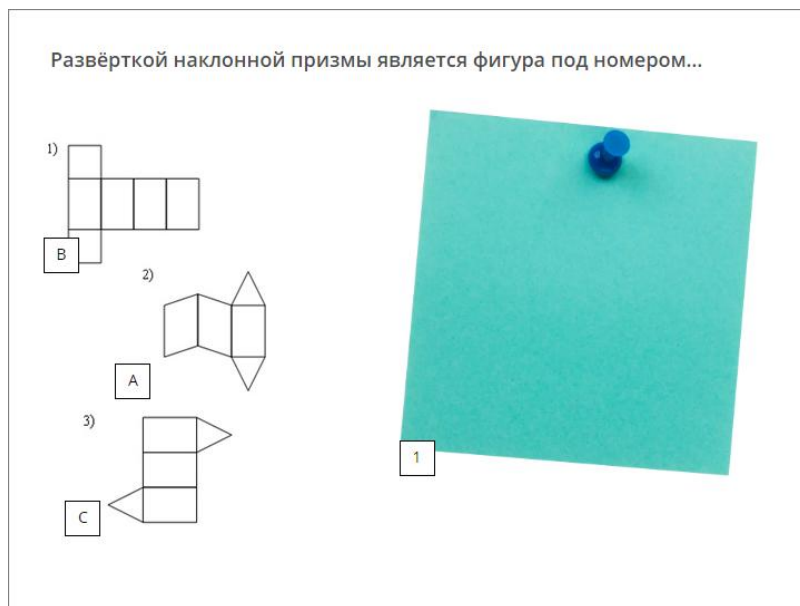 Развёрткой наклонной призмы является фигура под номером...
1)
B
2)
A
3)
C
1